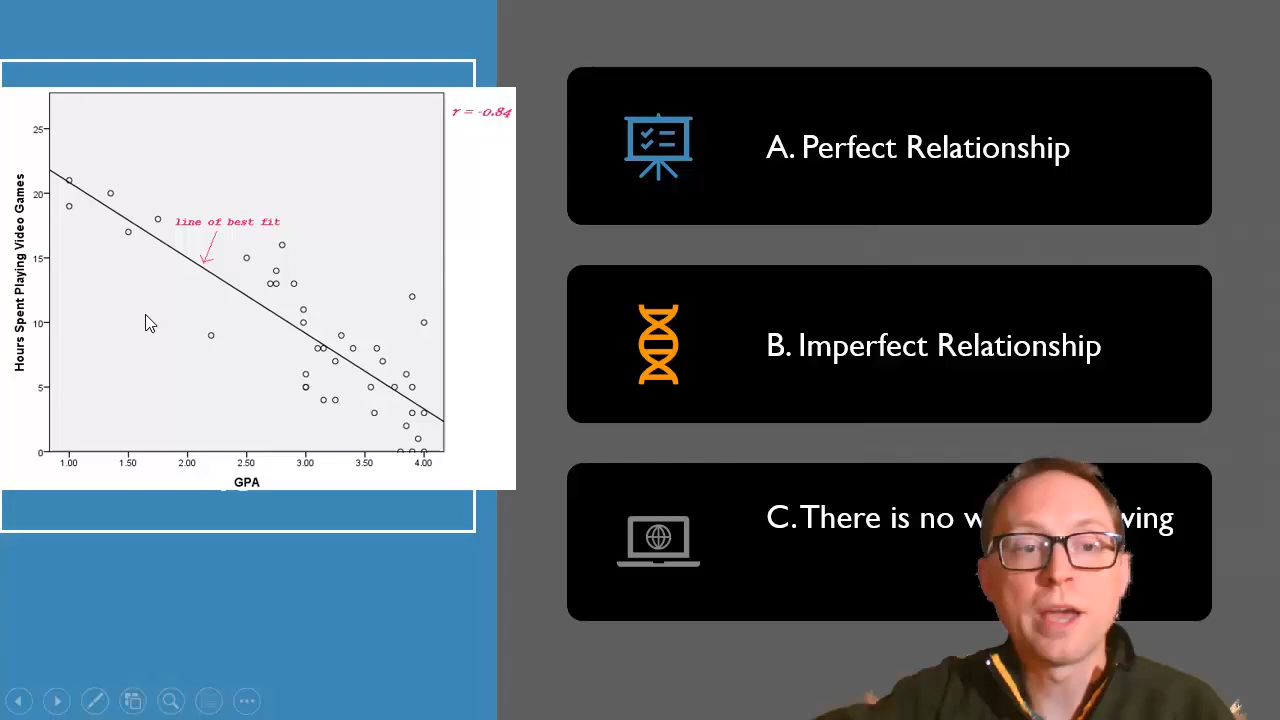 r = -0.84
25
20
15
10
5
0
Hours Spent Playing Video Games
line of best fit
1.00 1.50 2.00 2.50 3.00 3.50 4.00
GPA
A. Perfect Relationship
B. Imperfect Relationship
C. There is no